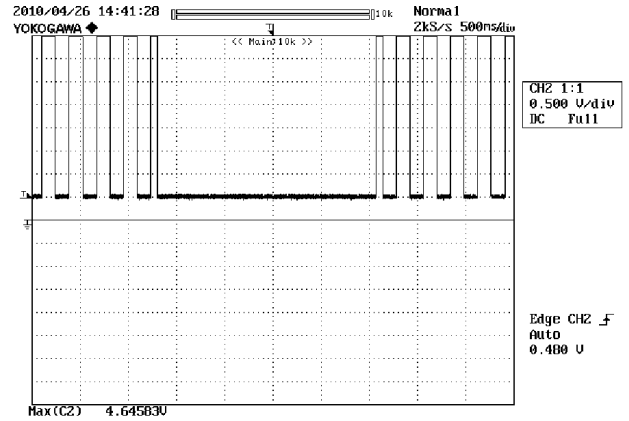 2010/04/26 14:41:28 10k Normal
YOKOGAWA 2kS/s 500ms/div
<< Main:10k >>
CH2 1:1
0.500 V/div
DC Full
T
Edge CH2
Auto
0.480 V
Max(C2) 4.64583V